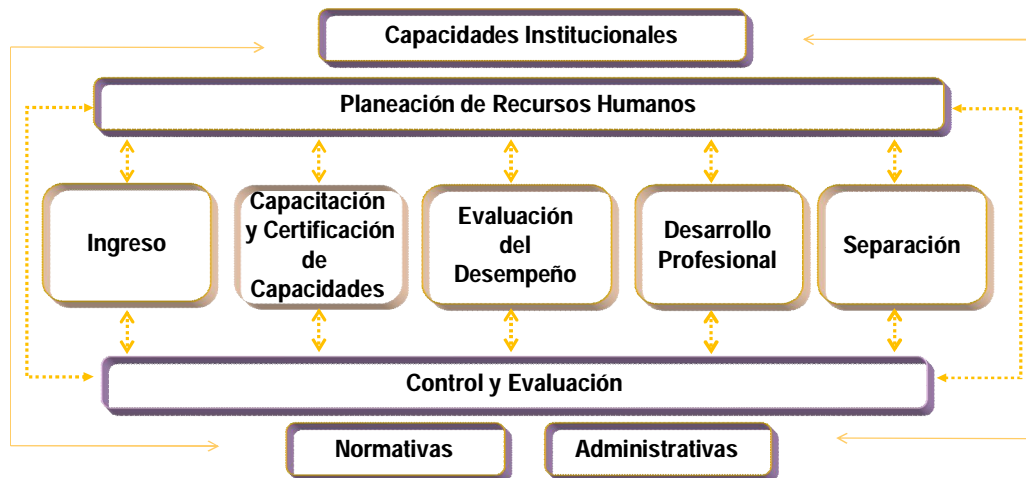 Capacidades Institucionales
Planeación de Recursos Humanos
Ingreso
Capacitación
y Certificación
de
Capacidades
Evaluación
del
Desempeño
Desarrollo
Profesional
Separación
Control y Evaluación
Normativas
Administrativas